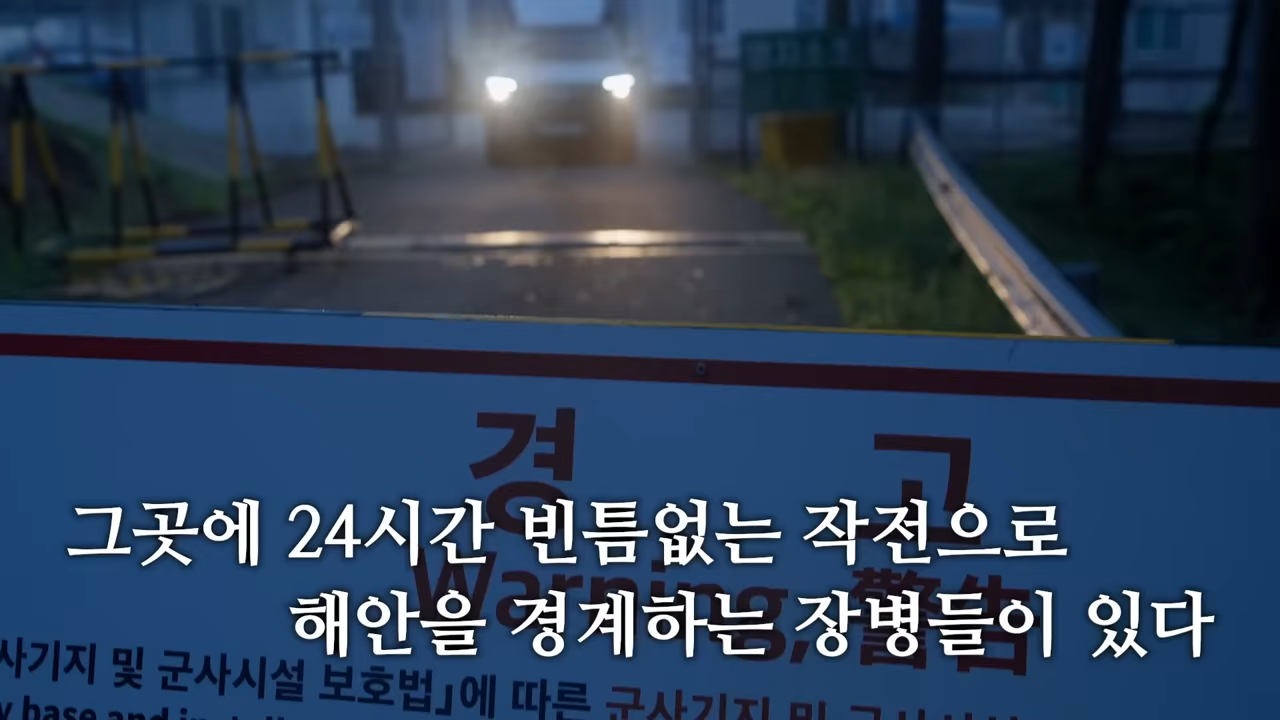 경 고
그곳에 24시간 빈틈없는 작전으로
Warning, 警告
해안을 경계하는 장병들이 있다
사기지 및 군사시설 보호법」에 따른 군사기지 및
base and